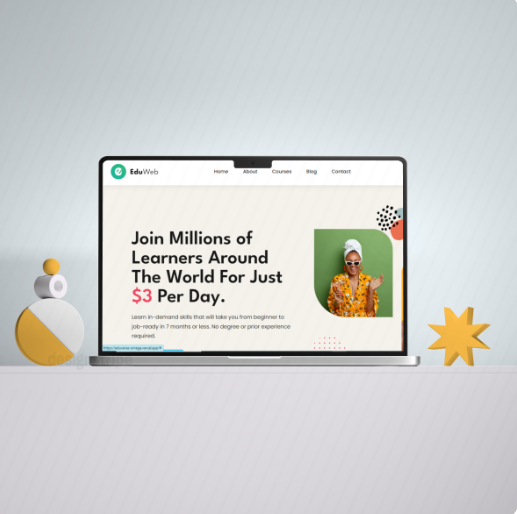 EduWeb
Home About Courses Blog Contact
Join Millions of
Learners Around
The World For Just
$3 Per Day.
Learn in-demand skills that will take you from beginner to
job-ready in 7 months or less. No degree or prior experience
required.